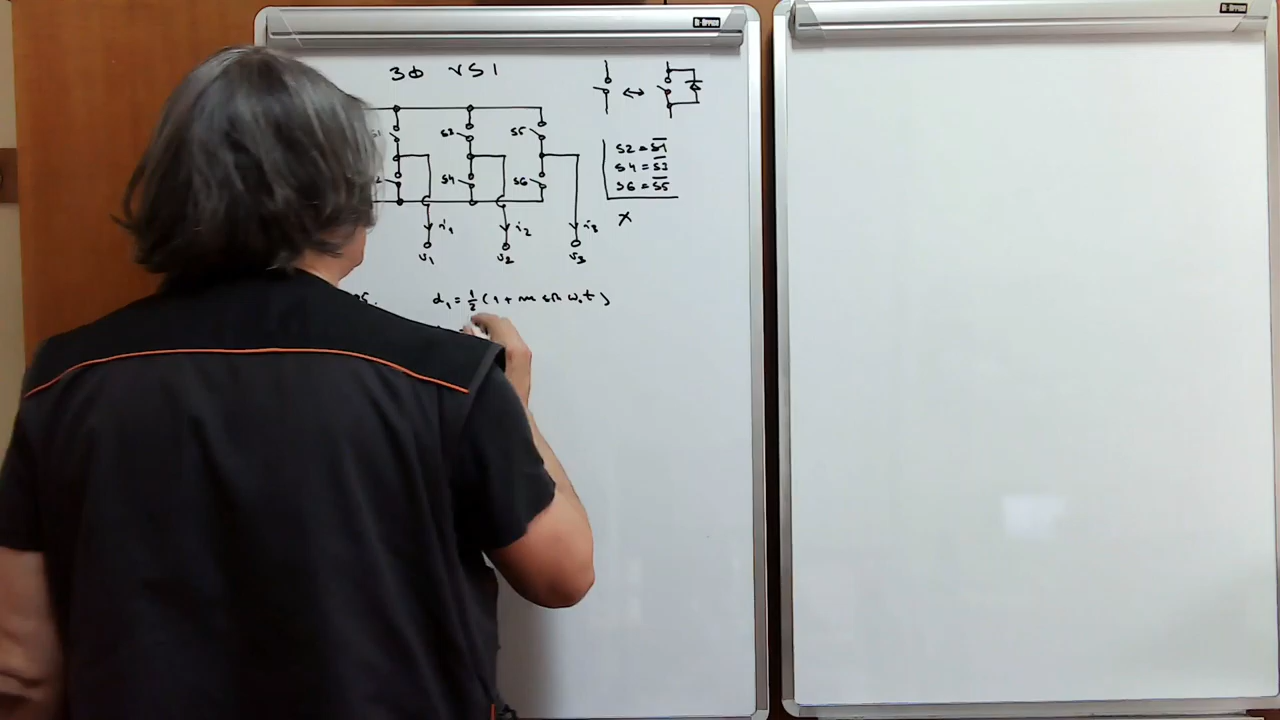 3Φ VSI
S3
S5
S4
S6
S2 = S̅1̅
S4 = S̅3̅
S6 = S̅5̅
X
i₁
i₂
i₃
v₁
v₂
v₃
d₁ = 1/2 (1 + m sin ω₀t)